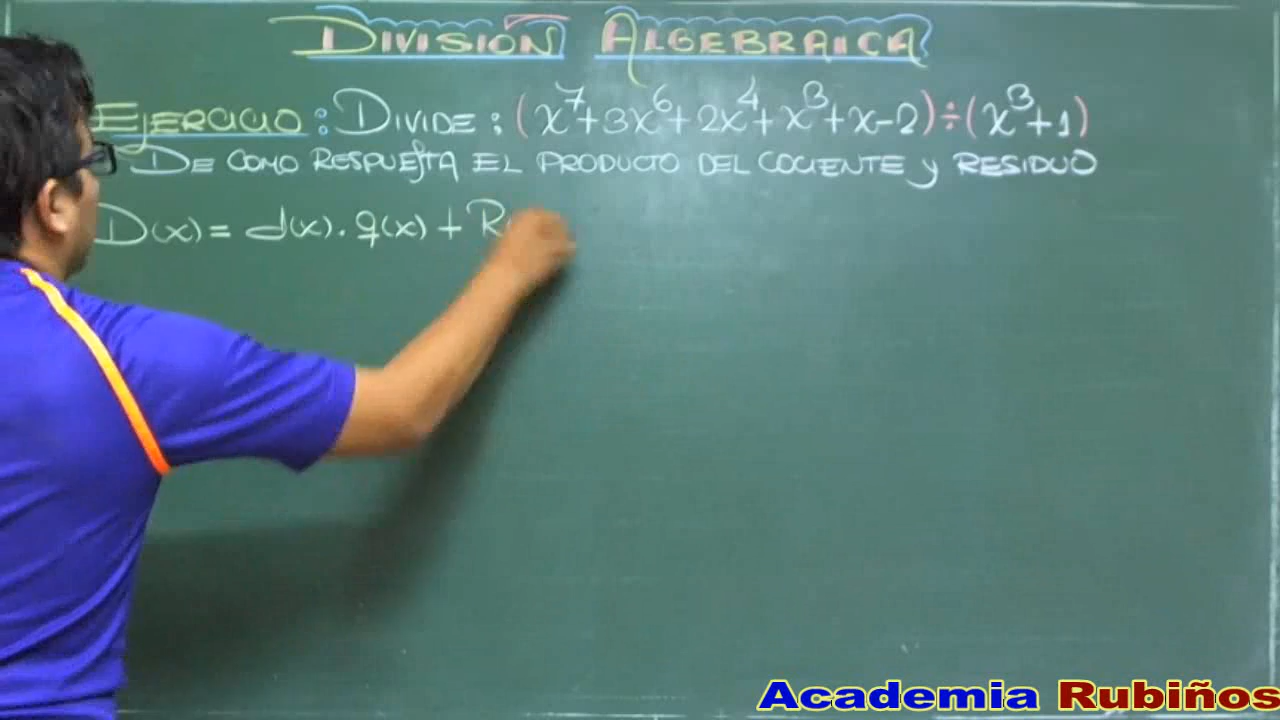 DIVISIÓN ALGEBRAICA
EJERCICIO: DIVIDE: (x⁷+3x⁶+2x⁴+x³+x-2)÷(x³+1)
DE COMO RESPUESTA EL PRODUCTO DEL COCIENTE y RESIDUO
D(x) = d(x). q(x) + R(
Academia Rubiños